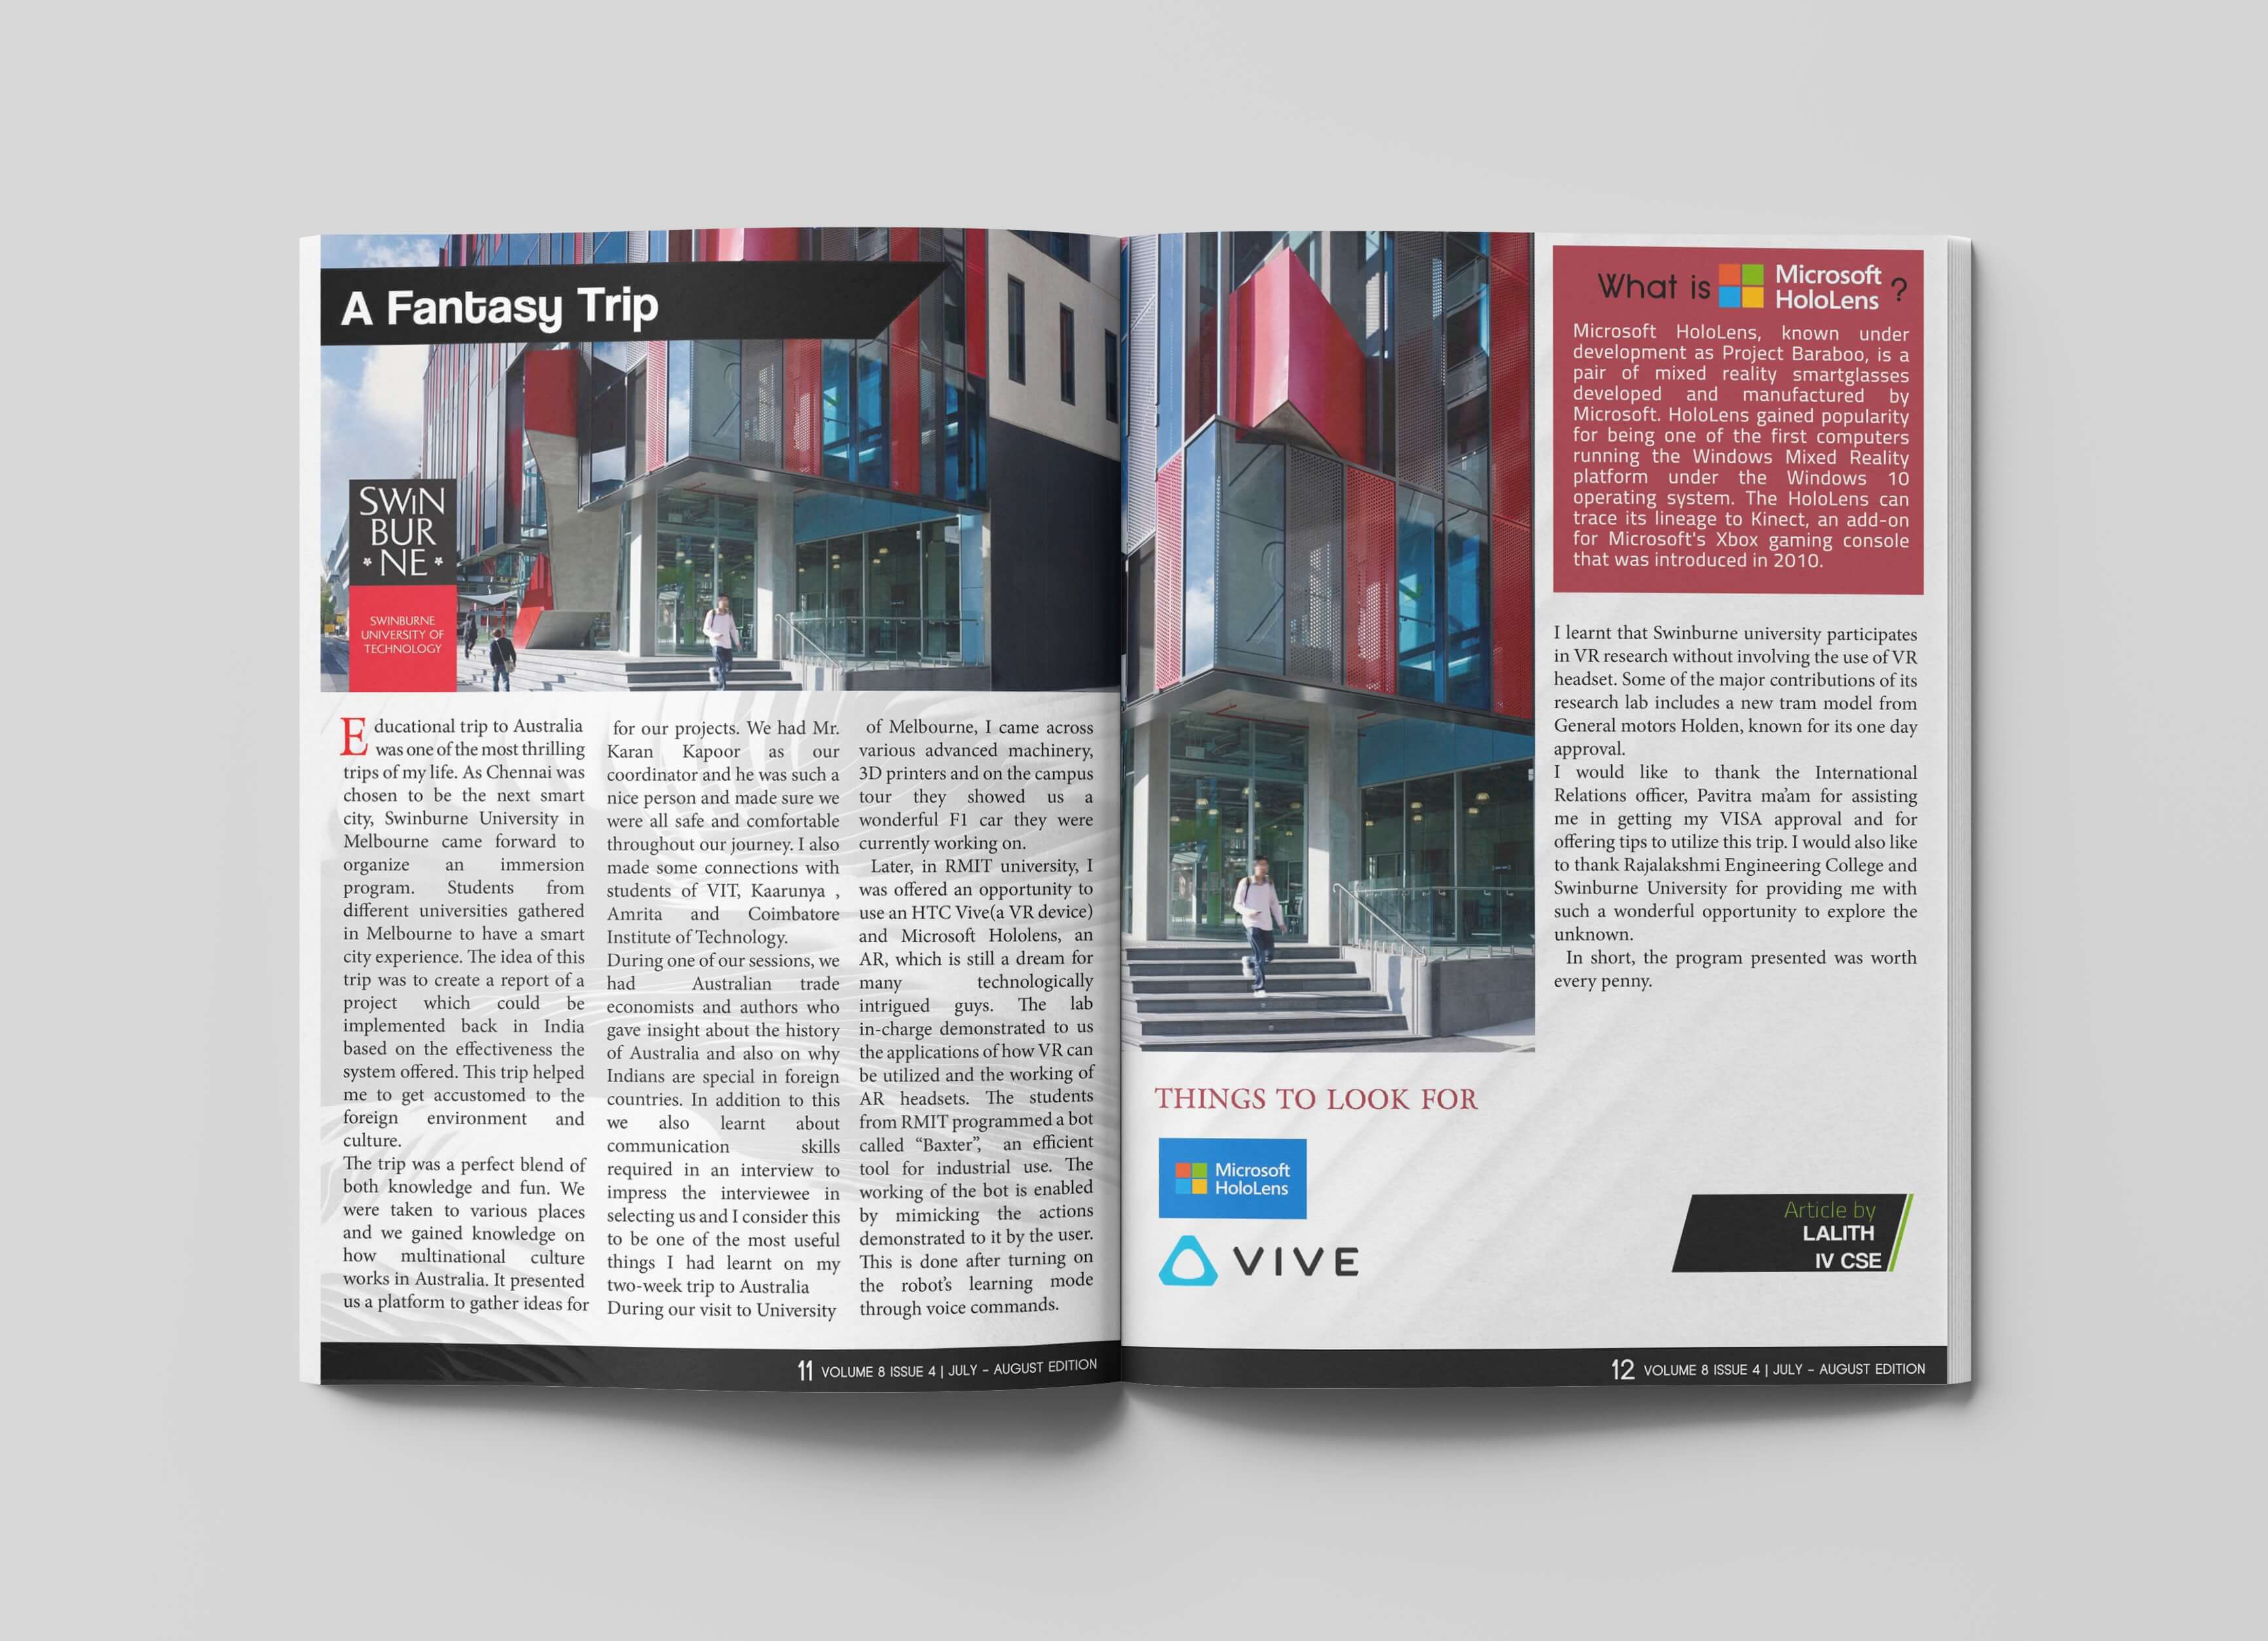 A Fantasy Trip
SWIN
BUR
NE
SWINBURNE
UNIVERSITY OF
TECHNOLOGY
Educational trip to Australia
was one of the most thrilling
trips of my life. As Chennai was
chosen to be the next smart
city, Swinburne University in
Melbourne came forward to
organize an immersion
program. Students from
different universities gathered
in Melbourne to have a smart
city experience. The idea of this
trip was to create a report of a
project which could be
implemented back in India
based on the effectiveness the
system offered. This trip helped
me to get accustomed to the
foreign environment and
culture.
The trip was a perfect blend of
both knowledge and fun. We
were taken to various places
and we gained knowledge on
how multinational culture
works in Australia. It presented
us a platform to gather ideas for
for our projects. We had Mr.
Karan Kapoor as our
coordinator and he was such a
nice person and made sure we
were all safe and comfortable
throughout our journey. I also
made some connections with
students of VIT, Kaarunya ,
Amrita and Coimbatore
Institute of Technology.
During one of our sessions, we
had Australian trade
economists and authors who
gave insight about the history
of Australia and also on why
Indians are special in foreign
countries. In addition to this
we also learnt about
communication skills
required in an interview to
impress the interviewee in
selecting us and I consider this
to be one of the most useful
things I had learnt on my
two-week trip to Australia
During our visit to University
of Melbourne, I came across
various advanced machinery,
3D printers and on the campus
tour they showed us a
wonderful F1 car they were
currently working on.
Later, in RMIT university, I
was offered an opportunity to
use an HTC Vive(a VR device)
and Microsoft Hololens, an
AR, which is still a dream for
many technologically
intrigued guys. The lab
in-charge demonstrated to us
the applications of how VR can
be utilized and the working of
AR headsets. The students
from RMIT programmed a bot
called “Baxter”, an efficient
tool for industrial use. The
working of the bot is enabled
by mimicking the actions
demonstrated to it by the user.
This is done after turning on
the robot’s learning mode
through voice commands.
11 VOLUME 8 ISSUE 4 | JULY – AUGUST EDITION
THINGS TO LOOK FOR
Microsoft
HoloLens
VIVE
What is Microsoft HoloLens ?
Microsoft HoloLens, known under
development as Project Baraboo, is a
pair of mixed reality smartglasses
developed and manufactured by
Microsoft. HoloLens gained popularity
for being one of the first computers
running the Windows Mixed Reality
platform under the Windows 10
operating system. The HoloLens can
trace its lineage to Kinect, an add-on
for Microsoft's Xbox gaming console
that was introduced in 2010.
I learnt that Swinburne university participates
in VR research without involving the use of VR
headset. Some of the major contributions of its
research lab includes a new tram model from
General motors Holden, known for its one day
approval.
I would like to thank the International
Relations officer, Pavitra ma’am for assisting
me in getting my VISA approval and for
offering tips to utilize this trip. I would also like
to thank Rajalakshmi Engineering College and
Swinburne University for providing me with
such a wonderful opportunity to explore the
unknown.
In short, the program presented was worth
every penny.
Article by
LALITH
IV CSE
12 VOLUME 8 ISSUE 4 | JULY – AUGUST EDITION